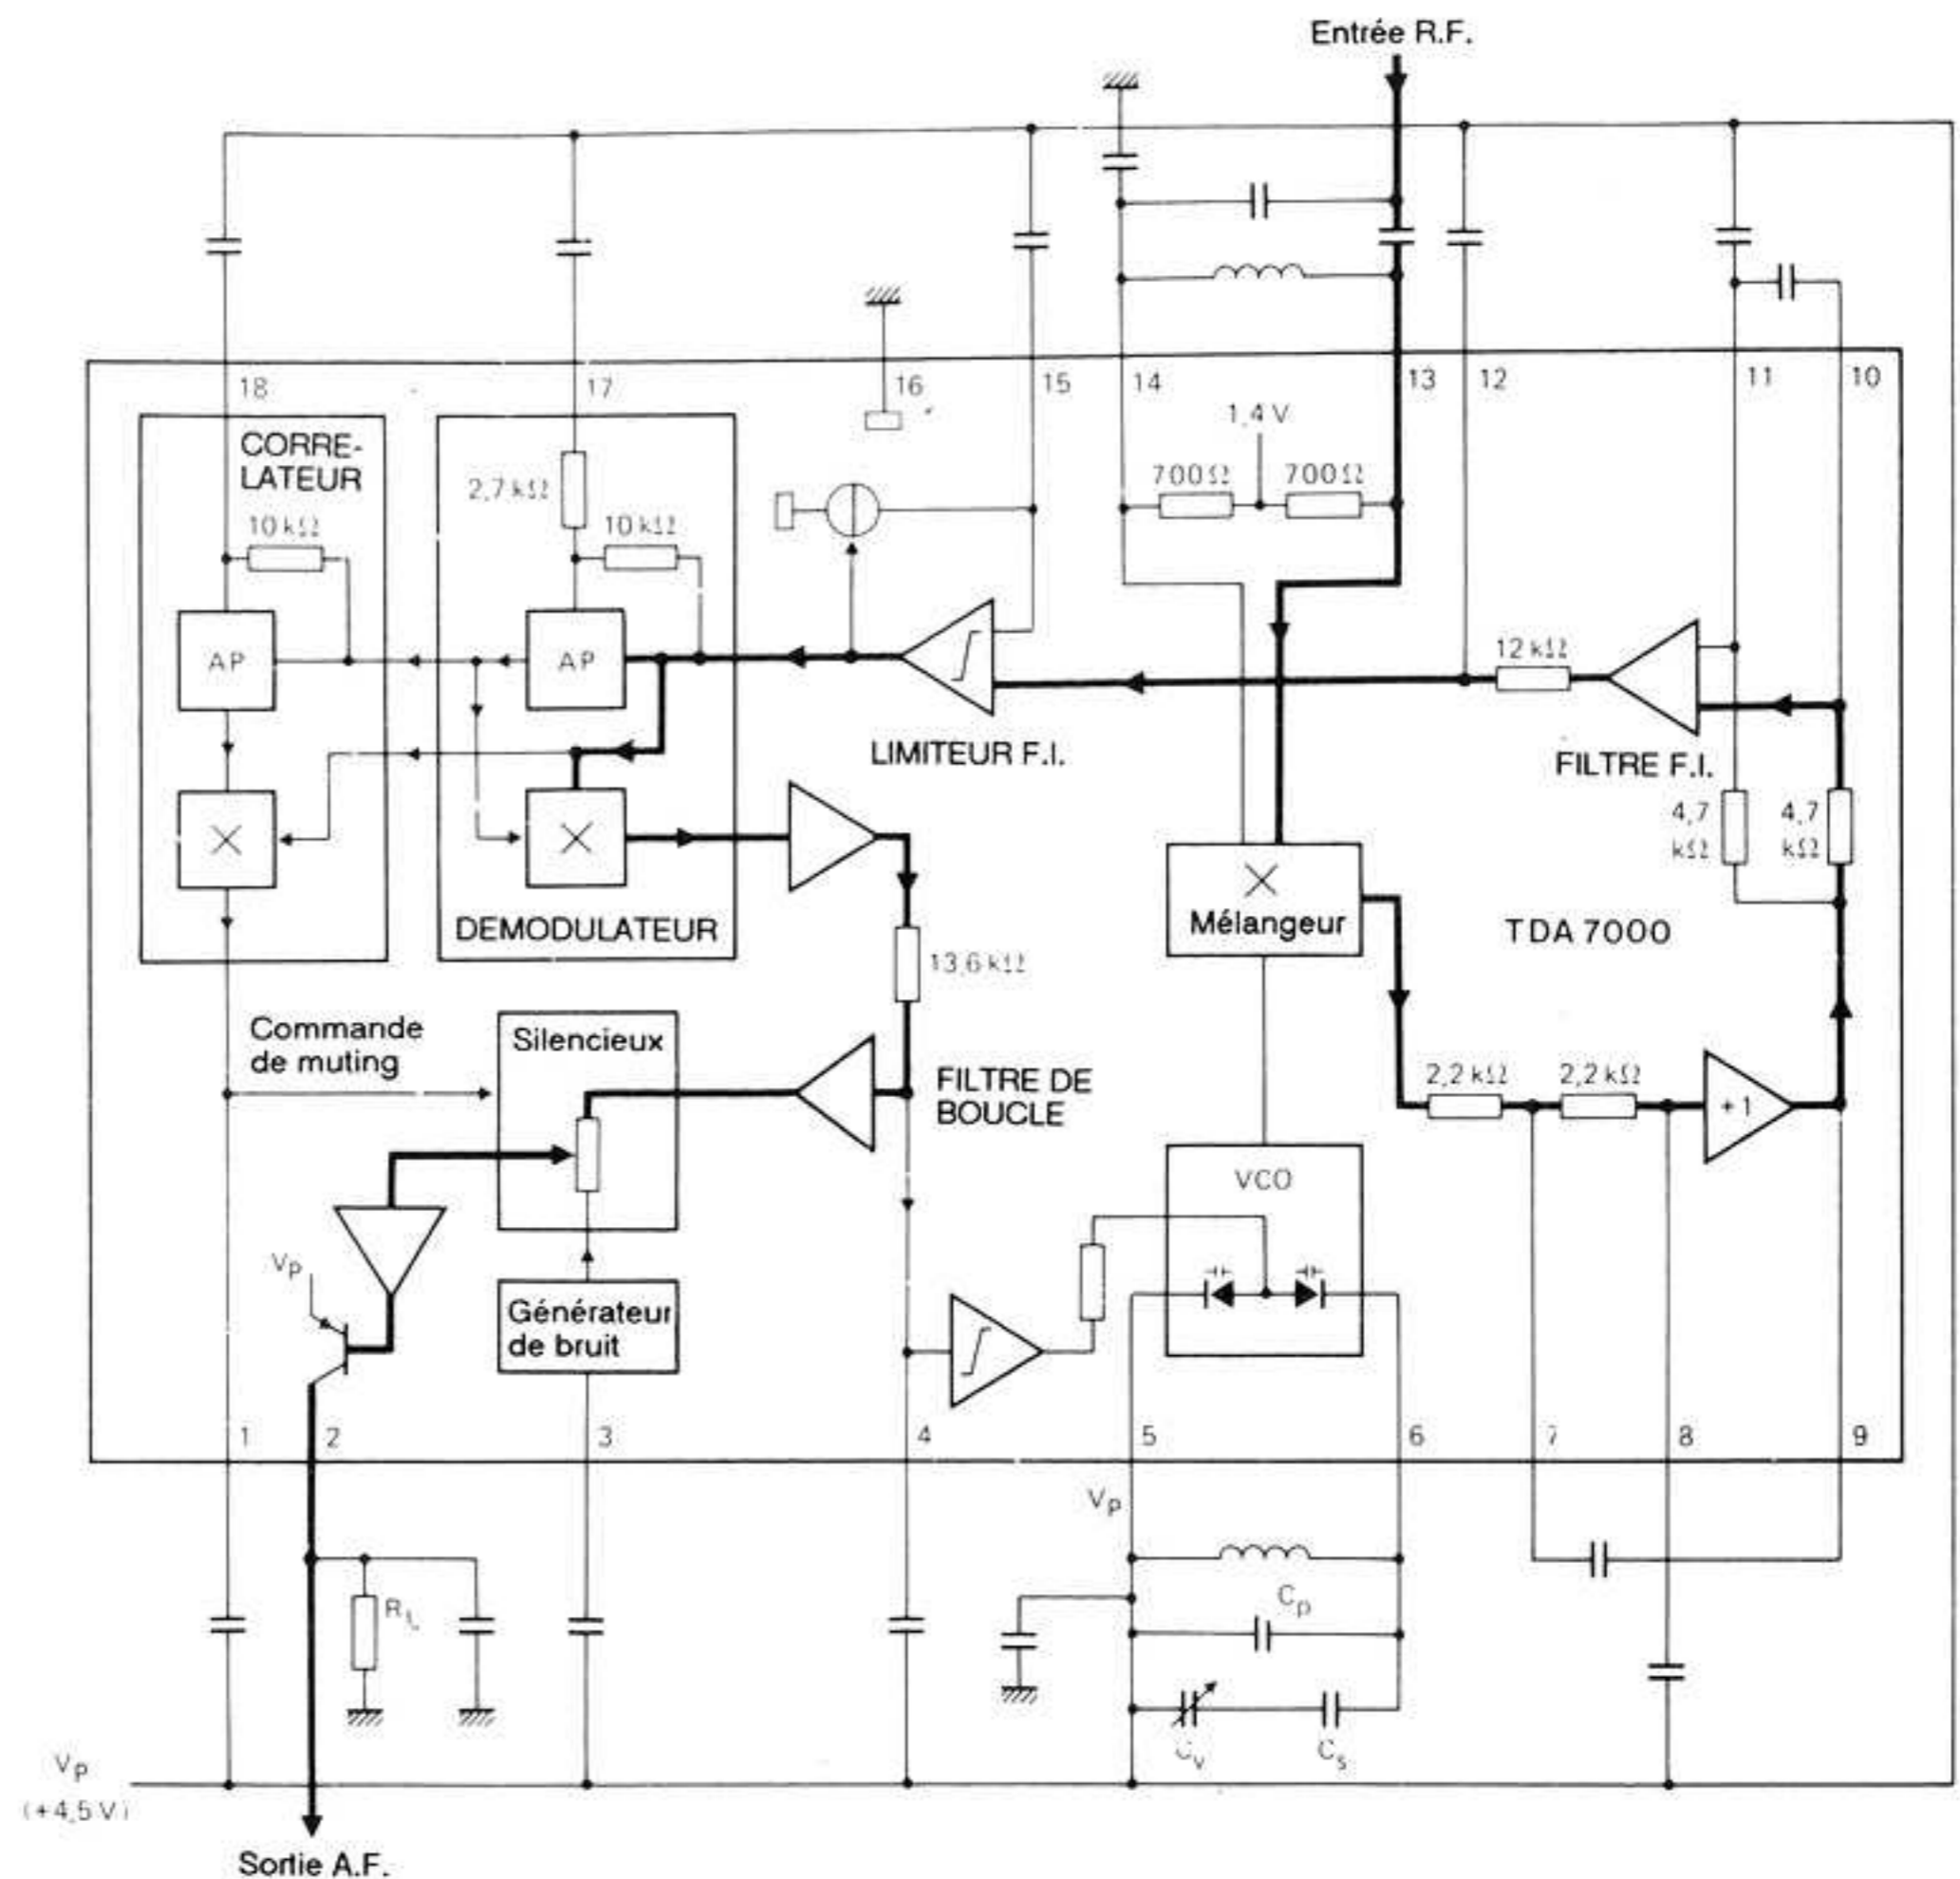 Entrée R.F.
18
17
16
15
14
13
12
11
10
CORRE-
LATEUR
10 kΩ
2,7 kΩ
10 kΩ
1,4 V
700 Ω
700 Ω
AP
AP
LIMITEUR F.I.
12 kΩ
FILTRE F.I.
4,7
kΩ
4,7
kΩ
DEMODULATEUR
Mélangeur
TDA 7000
13,6 kΩ
Commande
de muting
Silencieux
FILTRE DE
BOUCLE
2,2 kΩ
2,2 kΩ
+1
VCO
Vp
Générateur
de bruit
1
2
3
4
5
6
7
8
9
Vp
RL
Cp
Cv
Cs
Vp
(+4,5 V)
Sortie A.F.